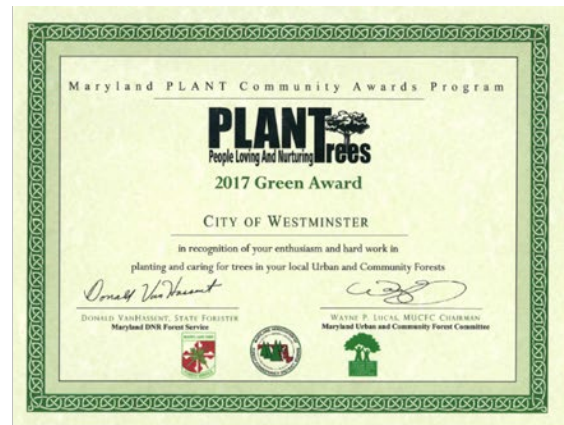 Maryland PLANT Community Awards Program
PLANT Trees
People Loving And Nurturing
2017 Green Award
CITY OF WESTMINSTER
in recognition of your enthusiasm and hard work in
planting and caring for trees in your local Urban and Community Forests
Donald VanHassent
DONALD VANHASSENT, STATE FORESTER
Maryland DNR Forest Service
WAYNE P. LUCAS, MUCFC CHAIRMAN
Maryland Urban and Community Forest Committee